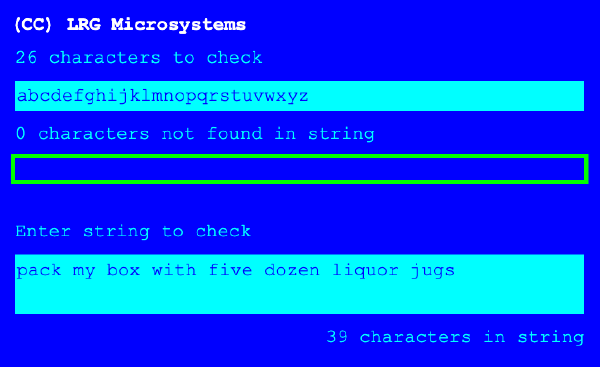 (CC) LRG Microsystems
26 characters to check
abcdefghijklmnopqrstuvwxyz
0 characters not found in string
Enter string to check
pack my box with five dozen liquor jugs
39 characters in string